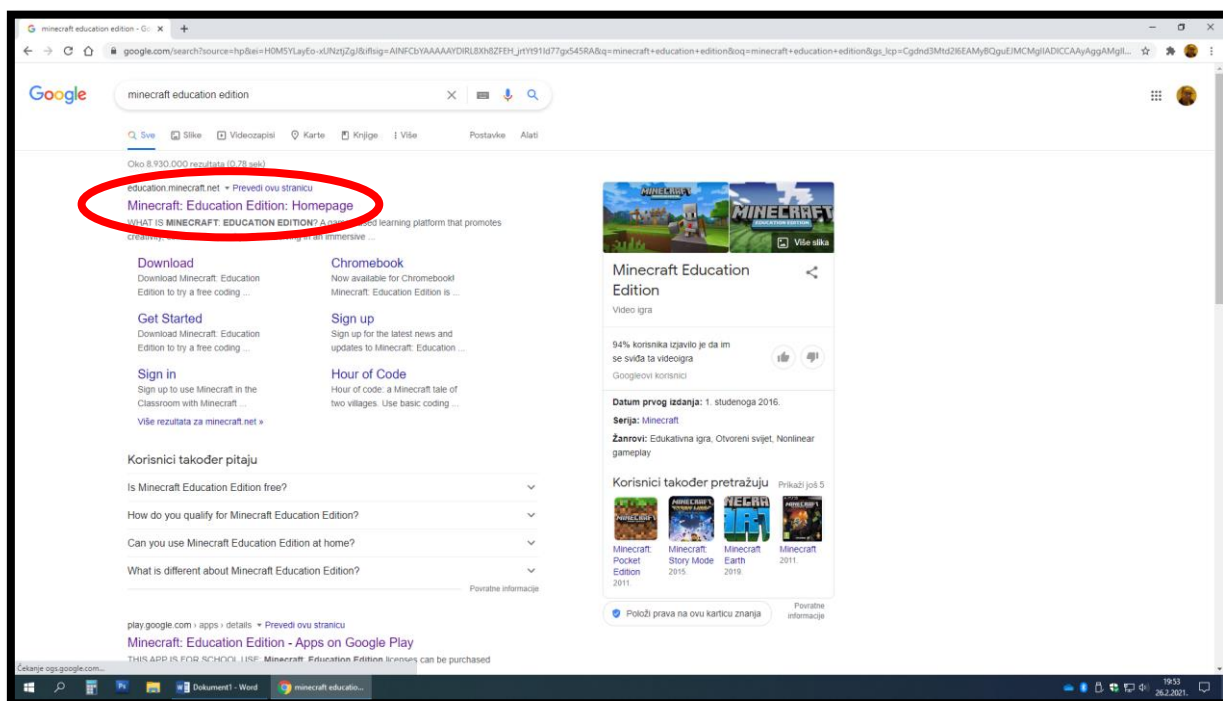 minecraft education edition - Go
google.com/search?source=hp&ei=
minecraft+education+edition&oq=minecraft+education+edition&gs_lcp=
Google
minecraft education edition
Sve Slike Videozapisi Karte Knjige Više Postavke Alati
Oko 8.930.000 rezultata (0,78 sek)
education.minecraft.net Prevedi ovu stranicu
Minecraft: Education Edition: Homepage
WHAT IS MINECRAFT: EDUCATION EDITION? A learning platform that promotes
in an immersive ...
Download
Download Minecraft: Education
Edition to try a free coding ...
Chromebook
Now available for Chromebook!
Minecraft: Education Edition is ...
Get Started
Download Minecraft: Education
Edition to try a free coding ...
Sign up
Sign up for the latest news and
updates to Minecraft: Education ...
Sign in
Sign up to use Minecraft in the
Classroom with Minecraft ...
Hour of Code
Hour of code: a Minecraft tale of
two villages. Use basic coding ...
Više rezultata za minecraft.net »
Korisnici također pitaju
Is Minecraft Education Edition free?
How do you qualify for Minecraft Education Edition?
Can you use Minecraft Education Edition at home?
What is different about Minecraft Education Edition?
Povratne informacije
play.google.com › apps › details Prevedi ovu stranicu
Minecraft: Education Edition - Apps on Google Play
THIS APP IS FOR SCHOOL USE: Minecraft: Education Edition licenses can be purchased
MINECRAFT
MINECRAFT
EDUCATION EDITION
Više slika
Minecraft Education
Edition
Video igra
94% korisnika izjavilo je da im
se sviđa ta videoigra
Googleovi korisnici
Datum prvog izdanja: 1. studenoga 2016.
Serija: Minecraft
Žanrovi: Edukativna igra, Otvoreni svijet, Nonlinear
gameplay
Korisnici također pretražuju Prikaži još 5
Minecraft:
Pocket
Edition
2011.
Minecraft:
Story Mode
2015.
Minecraft
Earth
2019.
Minecraft
2011.
Položi prava na ovu karticu znanja
Povratne
informacije
Čekanje ogs.google.com...
Dokument1 - Word
minecraft educatio...
19:53
26.2.2021.